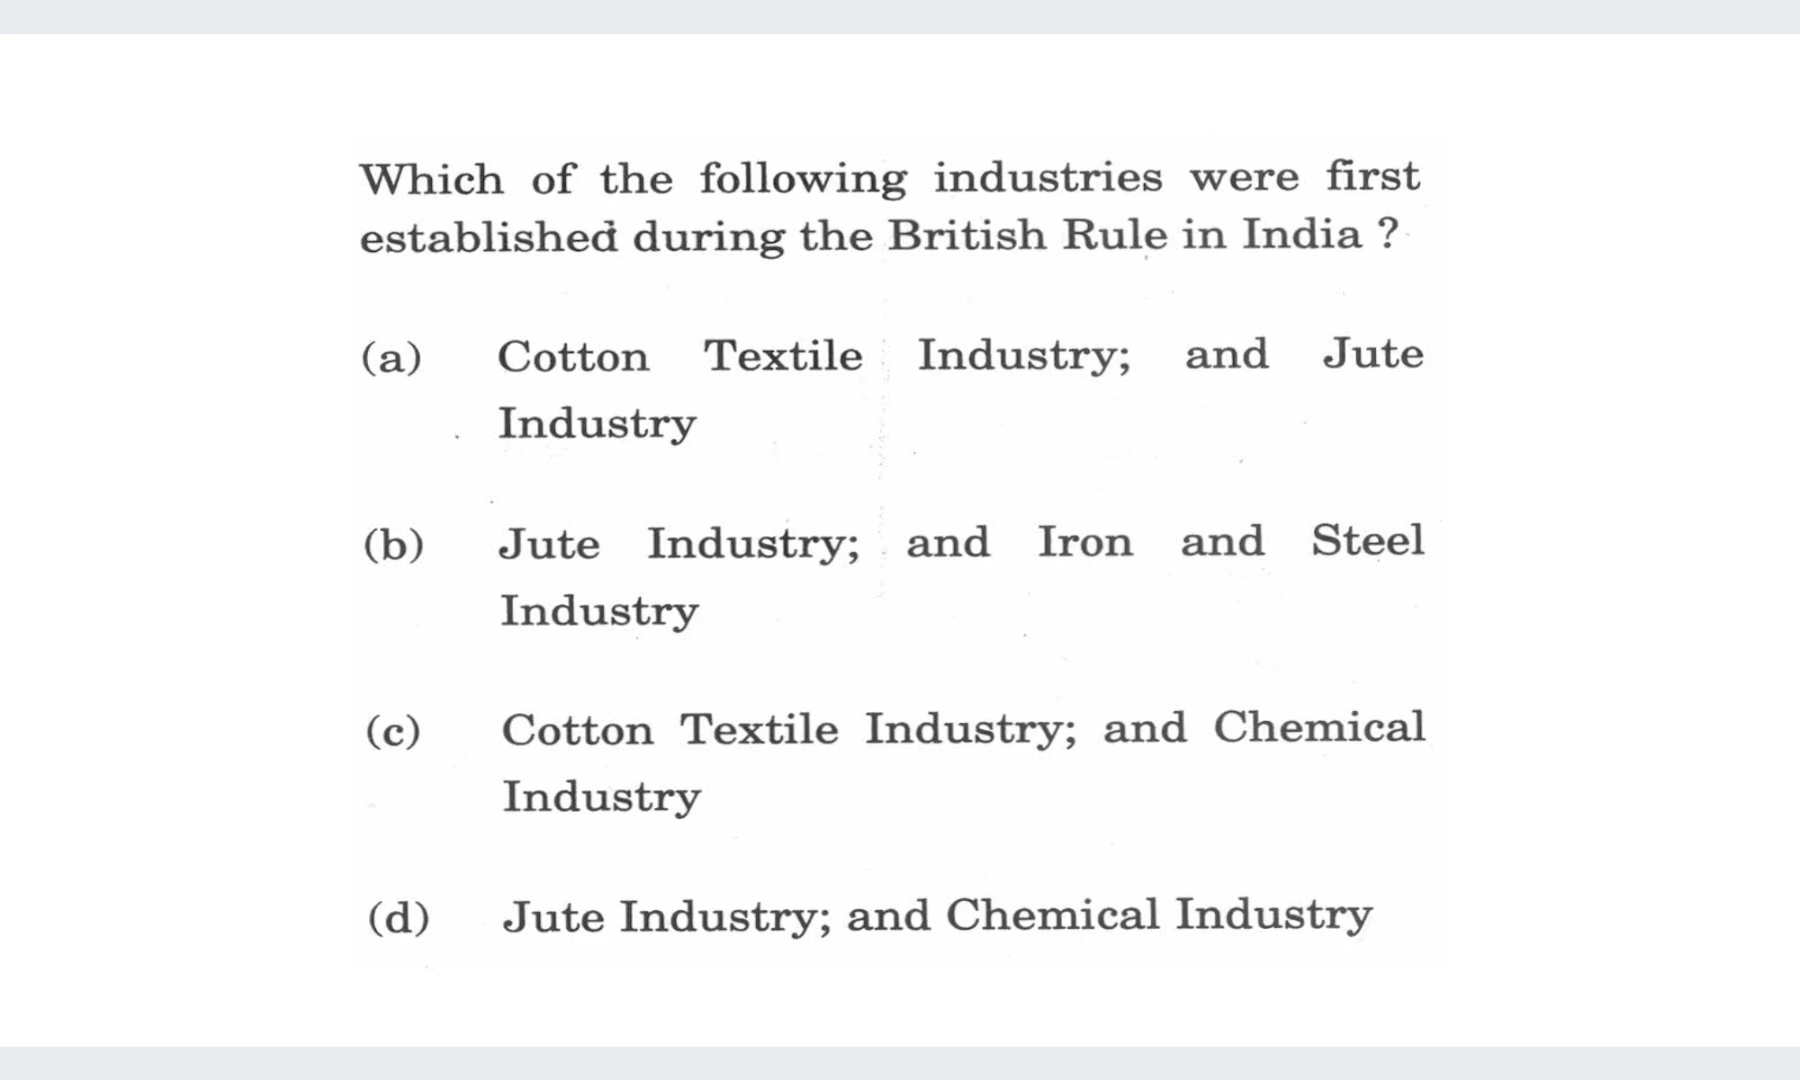 Which of the following industries were first
established during the British Rule in India ?
(a) Cotton Textile Industry; and Jute
Industry
(b) Jute Industry; and Iron and Steel
Industry
(c) Cotton Textile Industry; and Chemical
Industry
(d) Jute Industry; and Chemical Industry